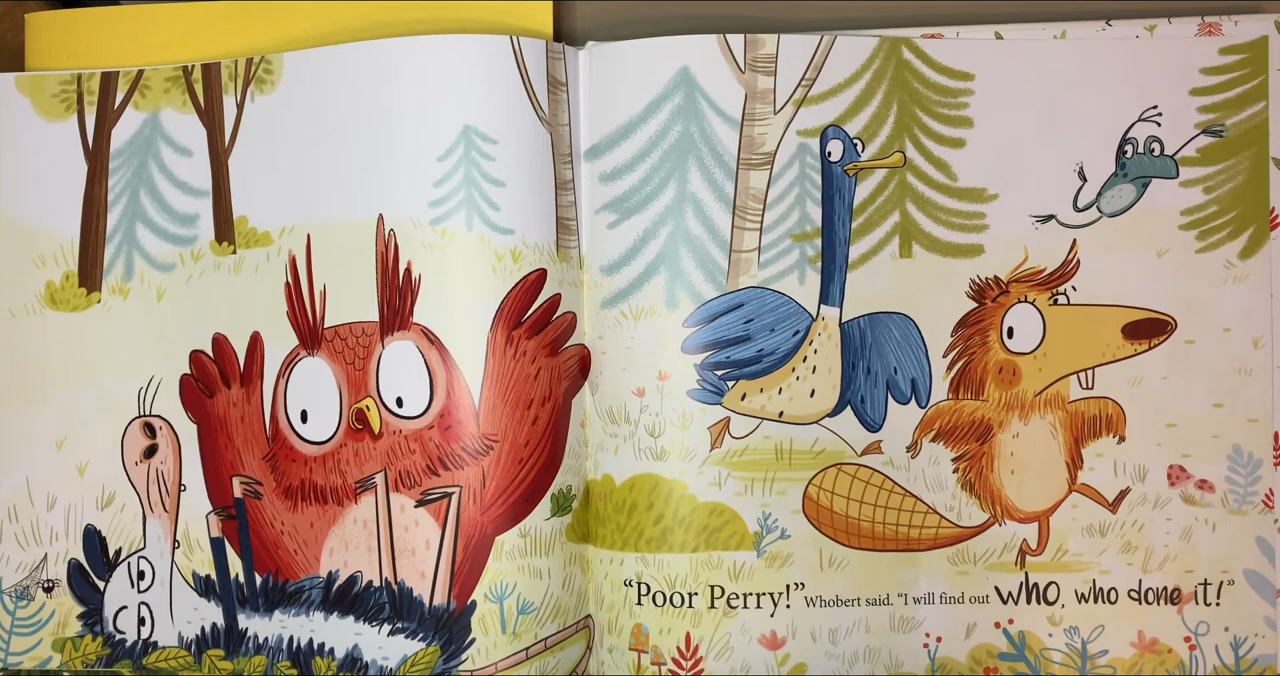 “Poor Perry!” Whobert said. “I will find out who, who done it!”